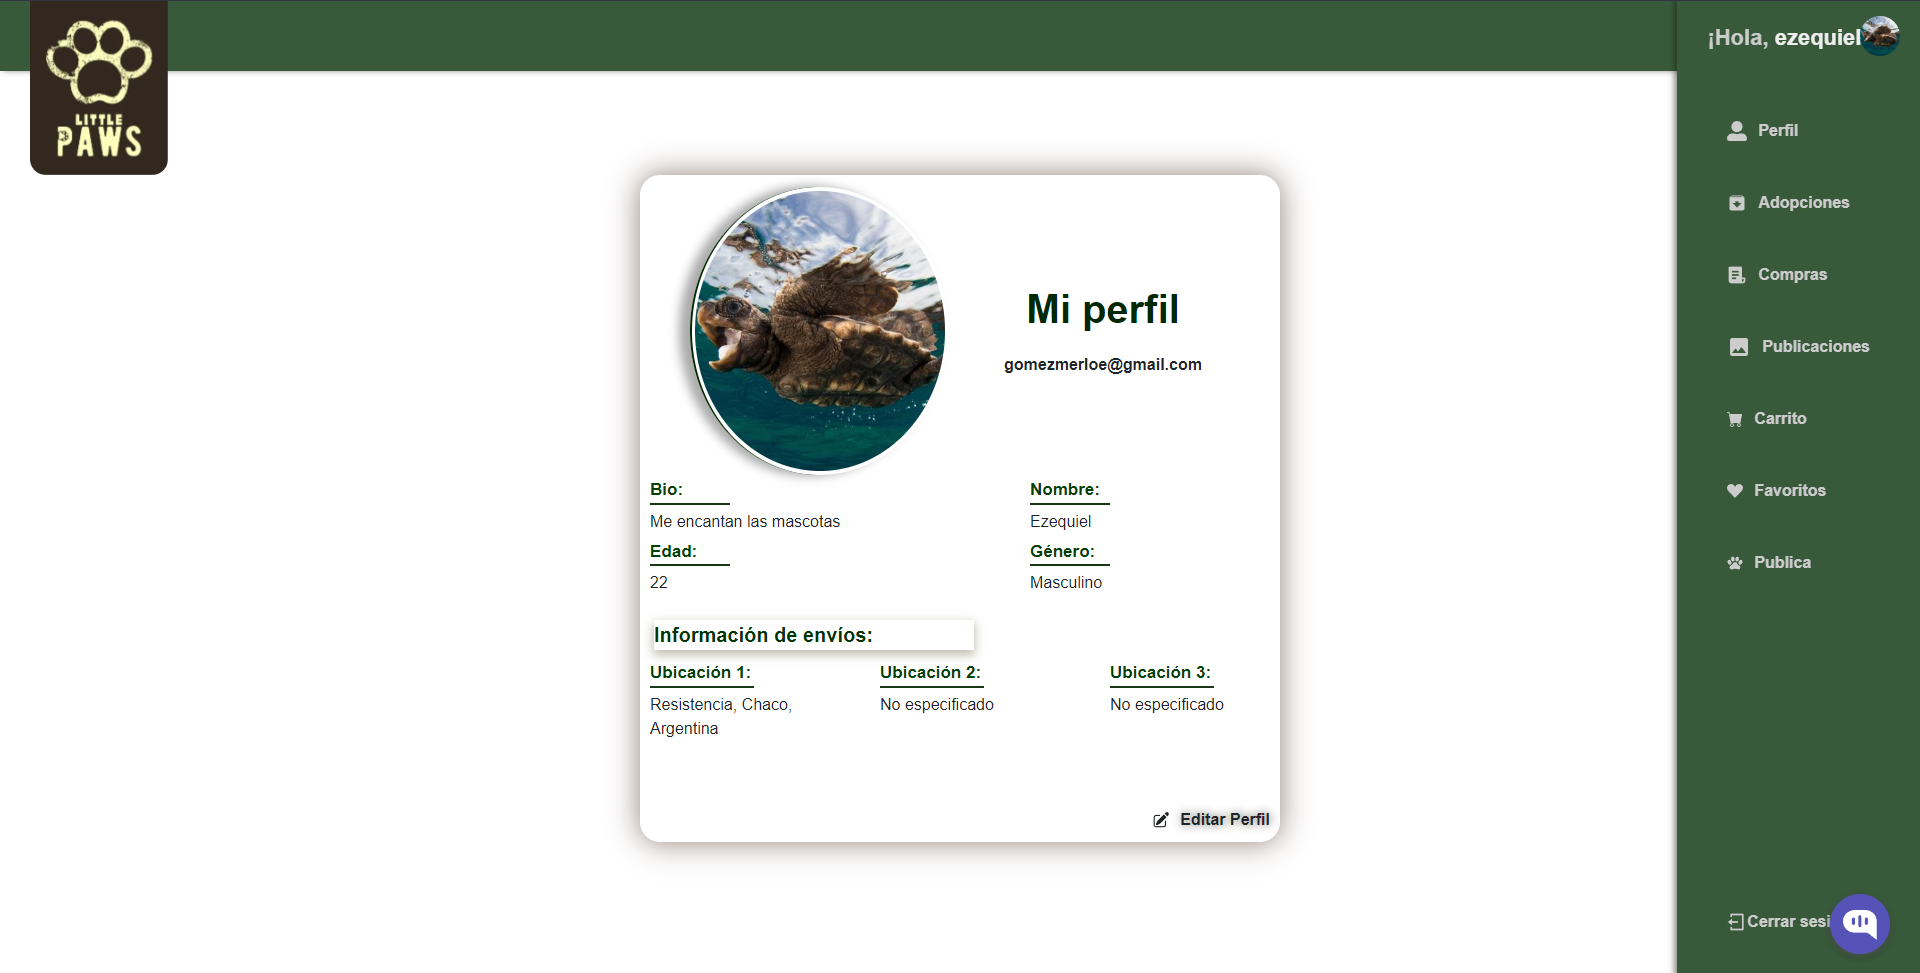 LITTLE
PAWS
¡Hola, ezequiel
Perfil
Adopciones
Compras
Publicaciones
Carrito
Favoritos
Publica
Cerrar sesi
Mi perfil
gomezmerloe@gmail.com
Bio:
Me encantan las mascotas
Nombre:
Ezequiel
Edad:
22
Género:
Masculino
Información de envíos:
Ubicación 1:
Resistencia, Chaco,
Argentina
Ubicación 2:
No especificado
Ubicación 3:
No especificado
Editar Perfil